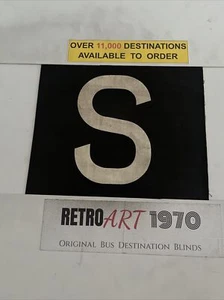 OVER 11,000 DESTINATIONS
AVAILABLE TO ORDER
S
RETROART 1970
ORIGINAL BUS DESTINATION BLINDS